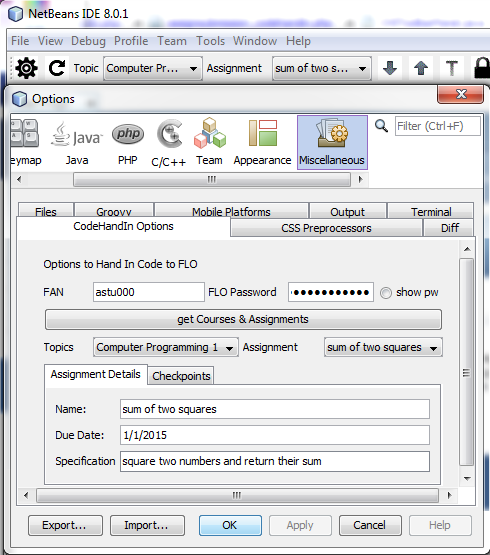 NetBeans IDE 8.0.1
File View Debug Profile Team Tools Window Help
Topic Computer Pr... Assignment sum of two s... T
Options
eymap Java PHP C/C++ Team Appearance Miscellaneous Filter (Ctrl+F)
Java php
Files Groovy Mobile Platforms Output Terminal
CodeHandIn Options CSS Preprocessors Diff
Options to Hand In Code to FLO
FAN astu000 FLO Password show pw
get Courses & Assignments
Topics Computer Programming 1 Assignment sum of two squares
Assignment Details Checkpoints
Name: sum of two squares
Due Date: 1/1/2015
Specification square two numbers and return their sum
Export... Import... OK Apply Cancel Help